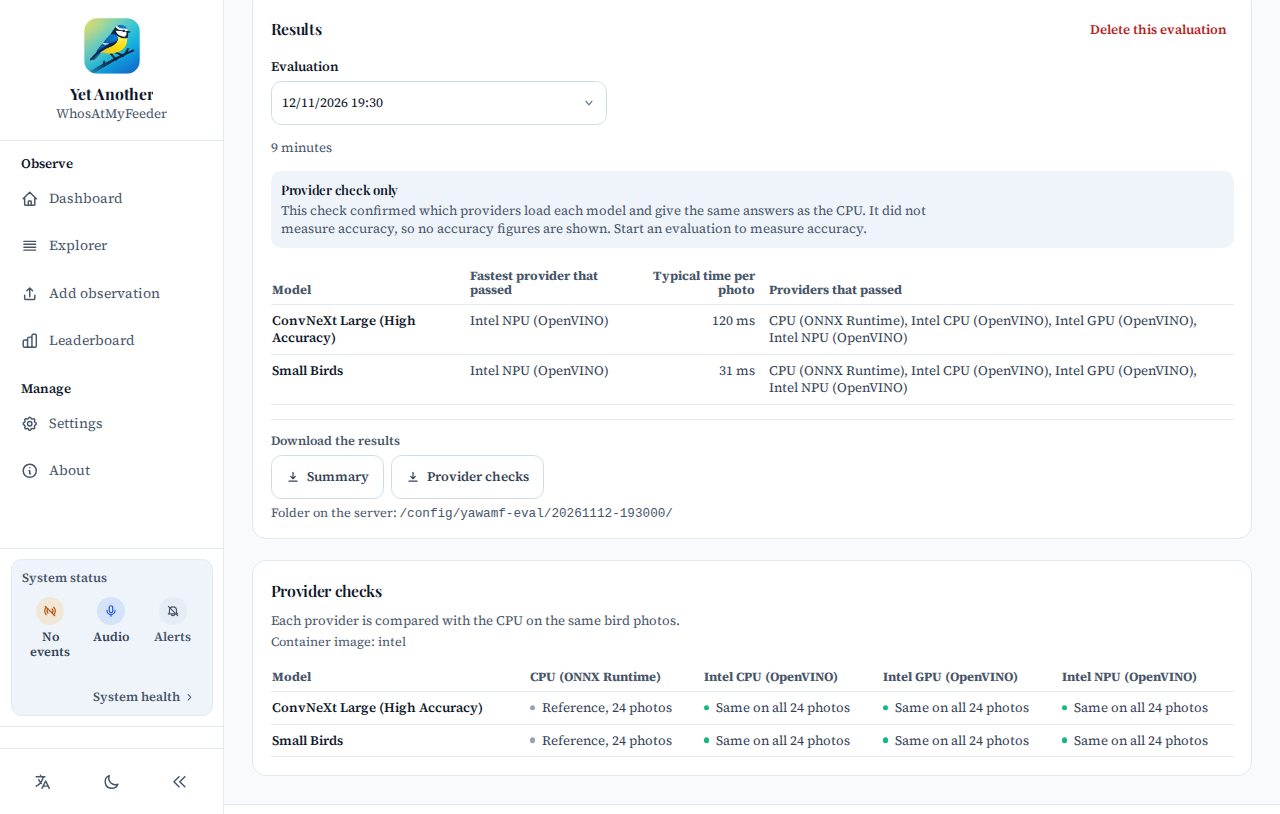 Yet Another
WhosAtMyFeeder
Observe
Dashboard
Explorer
Add observation
Leaderboard
Manage
Settings
About
System status
No
events
Audio
Alerts
System health
Results
Delete this evaluation
Evaluation
12/11/2026 19:30
9 minutes
Provider check only
This check confirmed which providers load each model and give the same answers as the CPU. It did not
measure accuracy, so no accuracy figures are shown. Start an evaluation to measure accuracy.
Model
Fastest provider that
passed
Typical time per
photo
Providers that passed
ConvNeXt Large (High
Accuracy)
Intel NPU (OpenVINO)
120 ms
CPU (ONNX Runtime), Intel CPU (OpenVINO), Intel GPU (OpenVINO),
Intel NPU (OpenVINO)
Small Birds
Intel NPU (OpenVINO)
31 ms
CPU (ONNX Runtime), Intel CPU (OpenVINO), Intel GPU (OpenVINO),
Intel NPU (OpenVINO)
Download the results
Summary
Provider checks
Folder on the server: /config/yawamf-eval/20261112-193000/
Provider checks
Each provider is compared with the CPU on the same bird photos.
Container image: intel
Model
CPU (ONNX Runtime)
Intel CPU (OpenVINO)
Intel GPU (OpenVINO)
Intel NPU (OpenVINO)
ConvNeXt Large (High Accuracy)
Reference, 24 photos
Same on all 24 photos
Same on all 24 photos
Same on all 24 photos
Small Birds
Reference, 24 photos
Same on all 24 photos
Same on all 24 photos
Same on all 24 photos